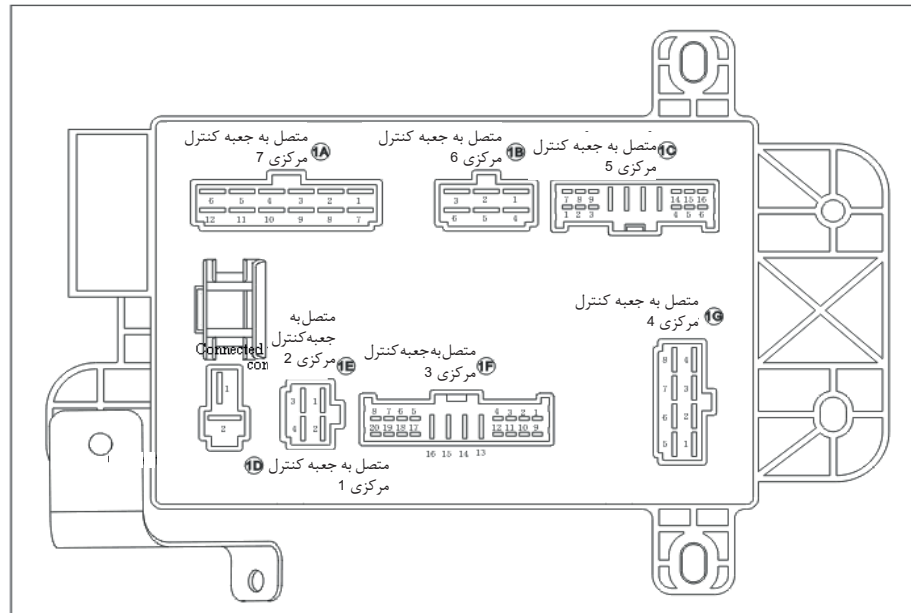 متصل به جعبه کنترل
مرکزی 7
1A
متصل به جعبه کنترل
مرکزی 6
1B
متصل به جعبه کنترل
مرکزی 5
1C
6 5 4 3 2 1
12 11 10 9 8 7
3 2 1
6 5 4
7 8 9 14 15 16
1 2 3 4 5 6
متصل به جعبه کنترل
مرکزی 4
1G
8 4
7 3
6 2
5 1
متصل به
جعبه کنترل
مرکزی 2
1E
Connected
con
1
2
3 1
4 2
متصل به جعبه کنترل
مرکزی 3
1F
8 7 6 5 4 3 2 1
20 19 18 17 12 11 10 9
16 15 14 13
1D
متصل به جعبه کنترل
مرکزی 1